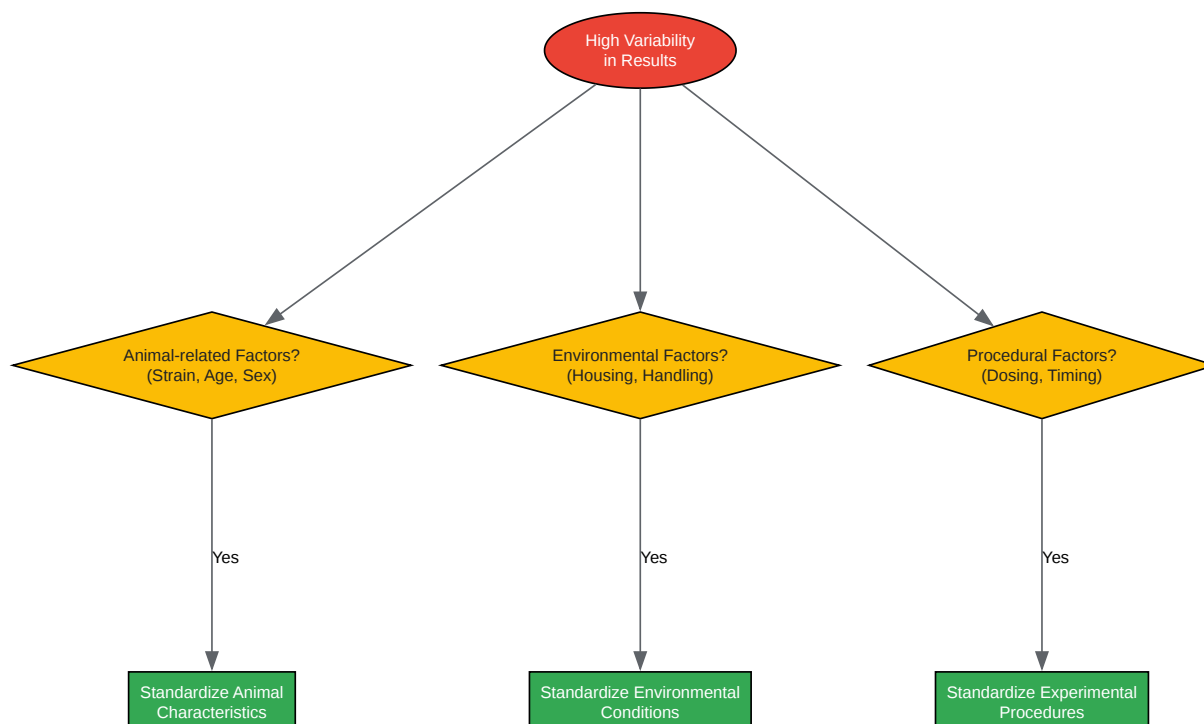 High Variability
in Results
Animal-related Factors?
(Strain, Age, Sex)
Environmental Factors?
(Housing, Handling)
Procedural Factors?
(Dosing, Timing)
Yes
Yes
Yes
Standardize Animal
Characteristics
Standardize Environmental
Conditions
Standardize Experimental
Procedures